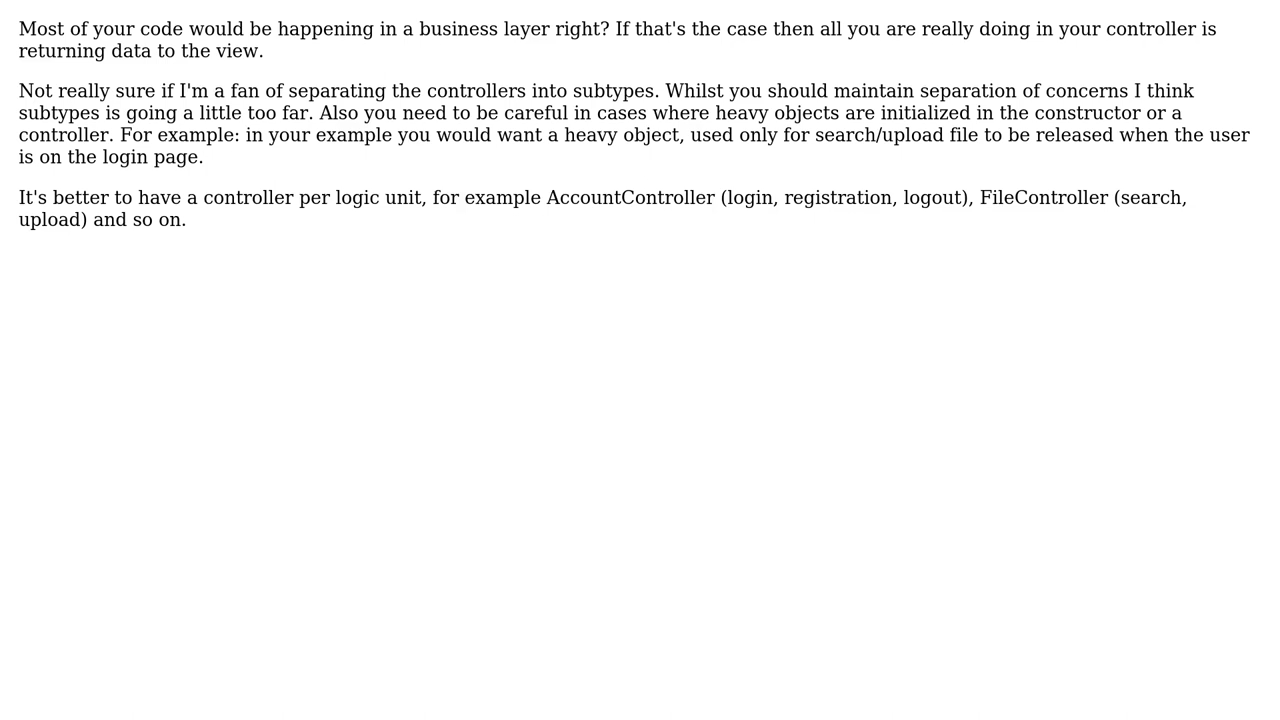 Most of your code would be happening in a business layer right? If that's the case then all you are really doing in your controller is
returning data to the view.
Not really sure if I'm a fan of separating the controllers into subtypes. Whilst you should maintain separation of concerns I think
subtypes is going a little too far. Also you need to be careful in cases where heavy objects are initialized in the constructor or a
controller. For example: in your example you would want a heavy object, used only for search/upload file to be released when the user
is on the login page.
It's better to have a controller per logic unit, for example AccountController (login, registration, logout), FileController (search,
upload) and so on.